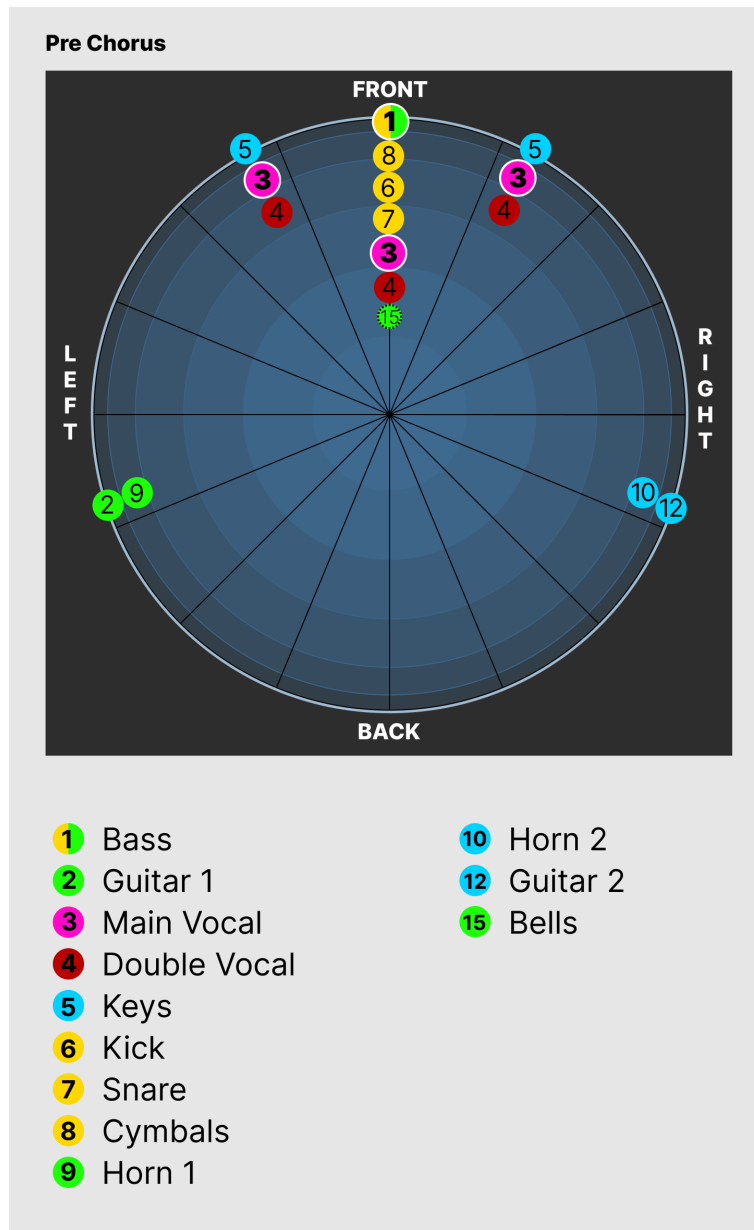 Pre Chorus
FRONT
1
5
8
5
3
6
3
4
7
4
3
4
15
LEFT
RIGHT
2
9
10
12
BACK
1 Bass
2 Guitar 1
3 Main Vocal
4 Double Vocal
5 Keys
6 Kick
7 Snare
8 Cymbals
9 Horn 1
10 Horn 2
12 Guitar 2
15 Bells